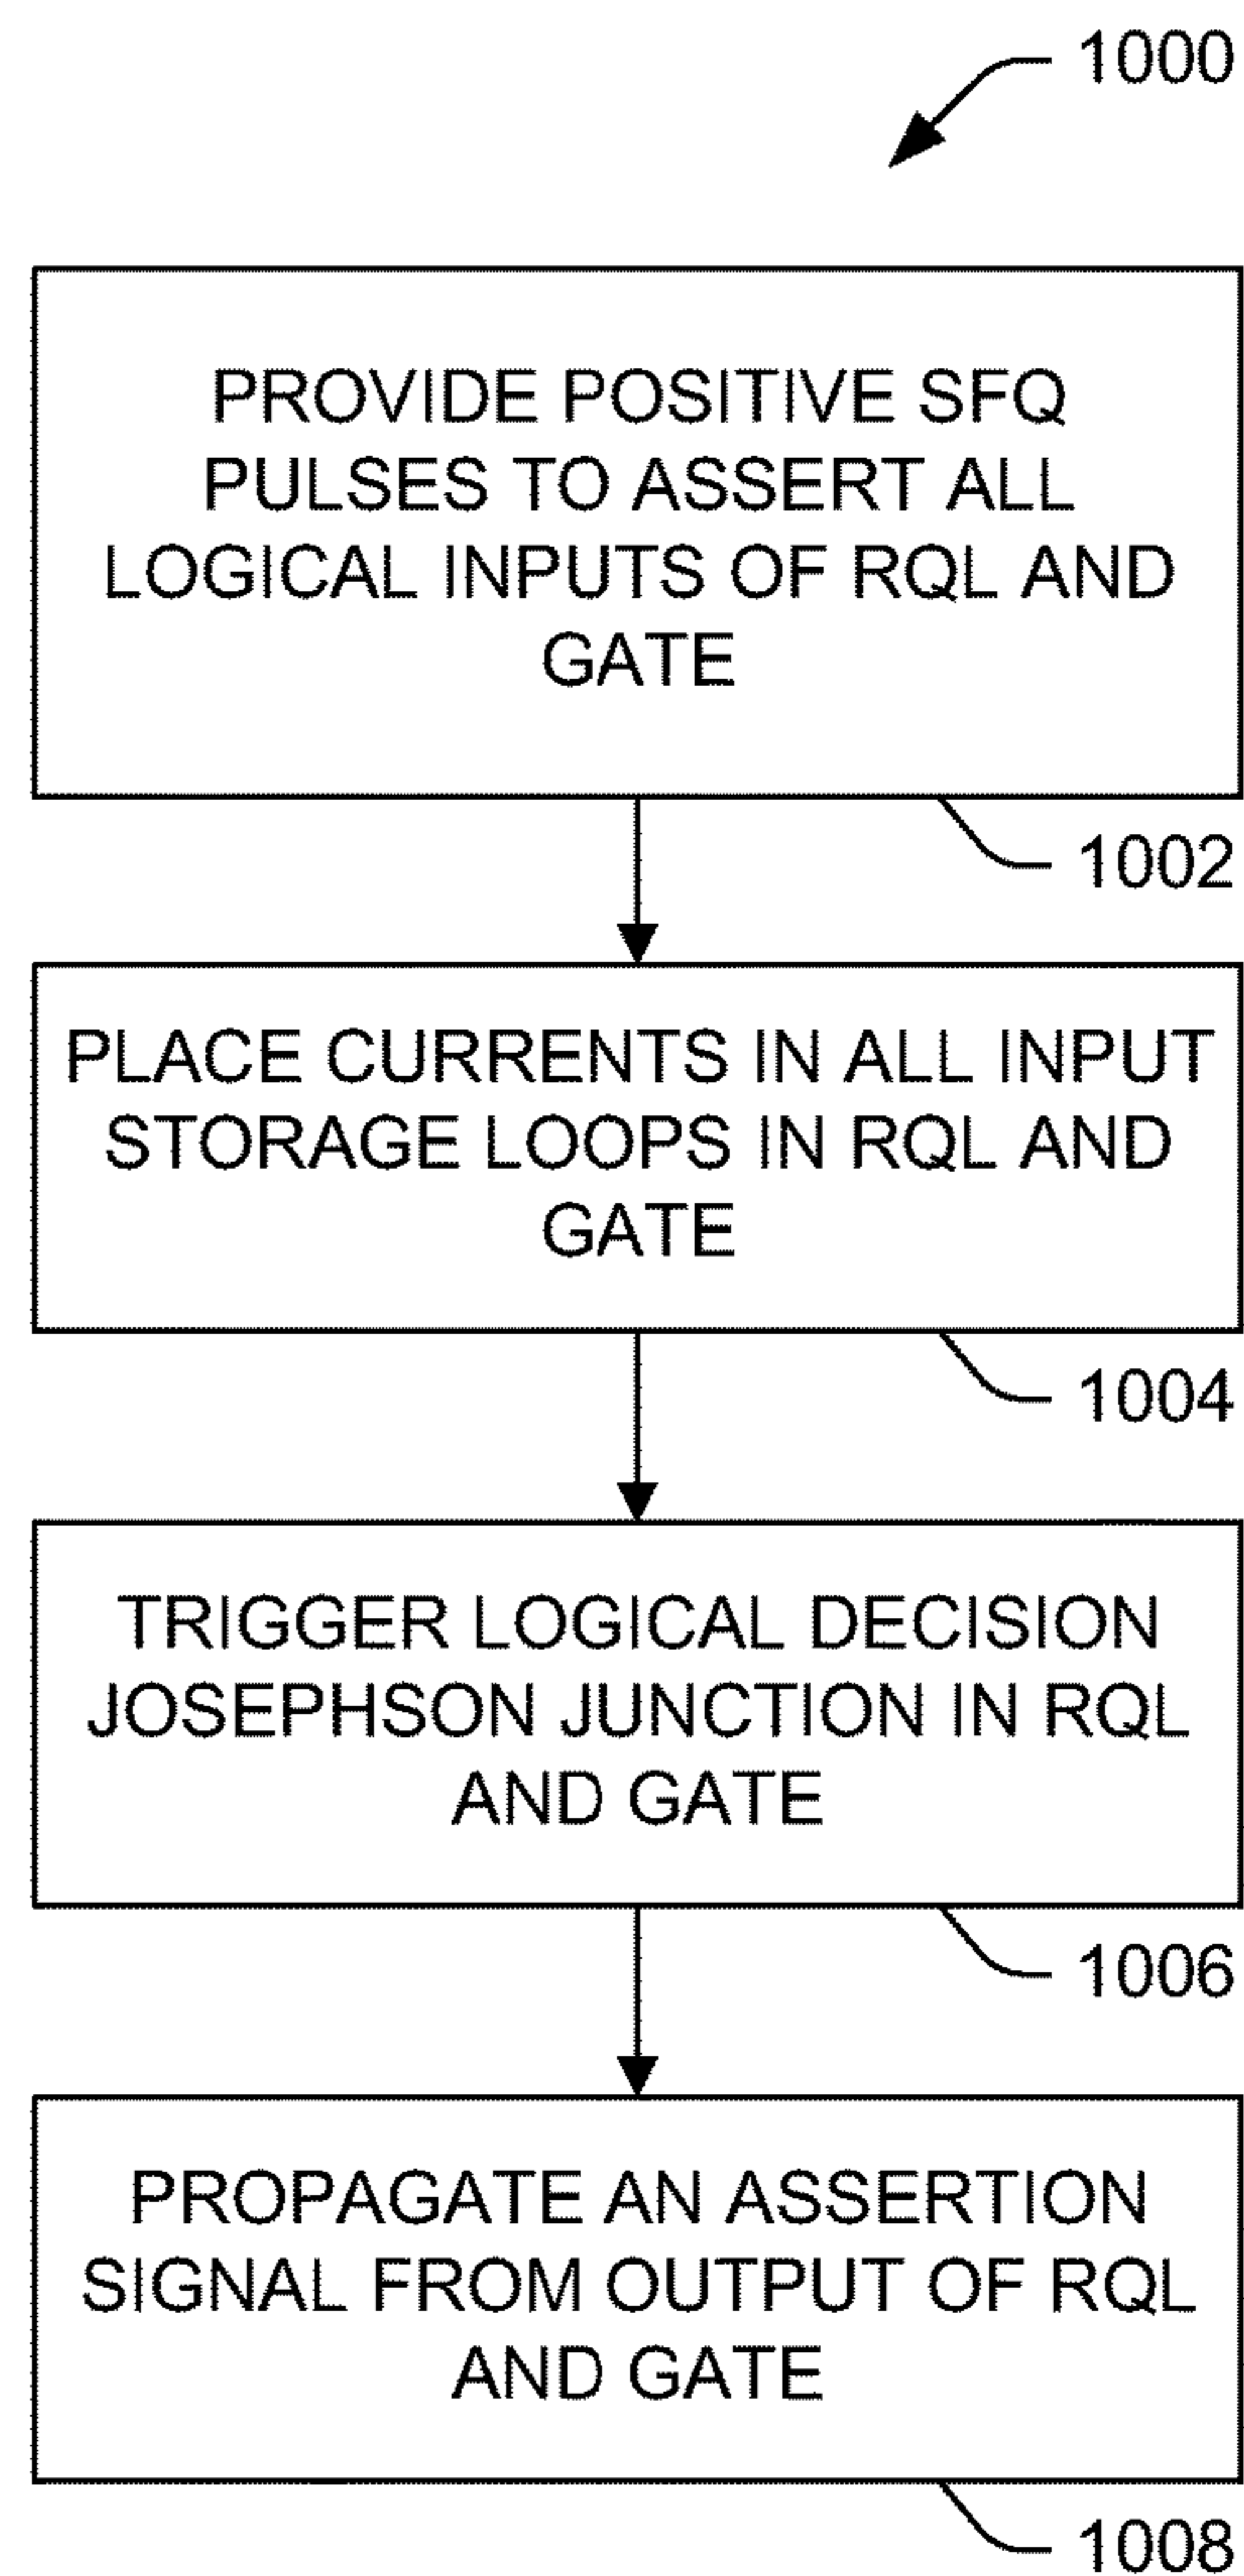 1000
PROVIDE POSITIVE SFQ
PULSES TO ASSERT ALL
LOGICAL INPUTS OF RQL AND
GATE
1002
PLACE CURRENTS IN ALL INPUT
STORAGE LOOPS IN RQL AND
GATE
1004
TRIGGER LOGICAL DECISION
JOSEPHSON JUNCTION IN RQL
AND GATE
1006
PROPAGATE AN ASSERTION
SIGNAL FROM OUTPUT OF RQL
AND GATE
1008